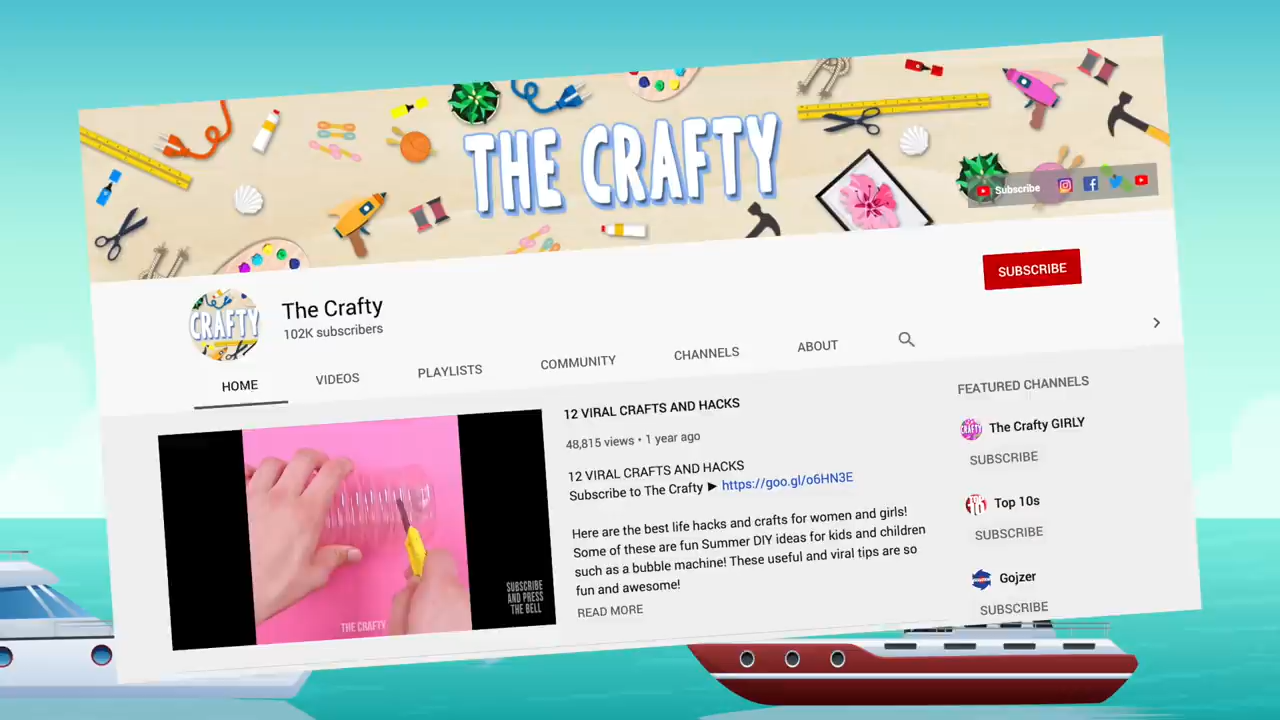 THE CRAFTY
Subscribe
CRAFTY
The Crafty
102K subscribers
SUBSCRIBE
HOME
VIDEOS
PLAYLISTS
COMMUNITY
CHANNELS
ABOUT
12 VIRAL CRAFTS AND HACKS
48,815 views • 1 year ago
12 VIRAL CRAFTS AND HACKS
Subscribe to The Crafty ► https://goo.gl/o6HN3E
Here are the best life hacks and crafts for women and girls!
Some of these are fun Summer DIY ideas for kids and children
such as a bubble machine! These useful and viral tips are so
fun and awesome!
READ MORE
SUBSCRIBE
AND PRESS
THE BELL
THE CRAFTY
FEATURED CHANNELS
CRAFTY
The Crafty GIRLY
SUBSCRIBE
Top 10s
SUBSCRIBE
Gojzer
SUBSCRIBE